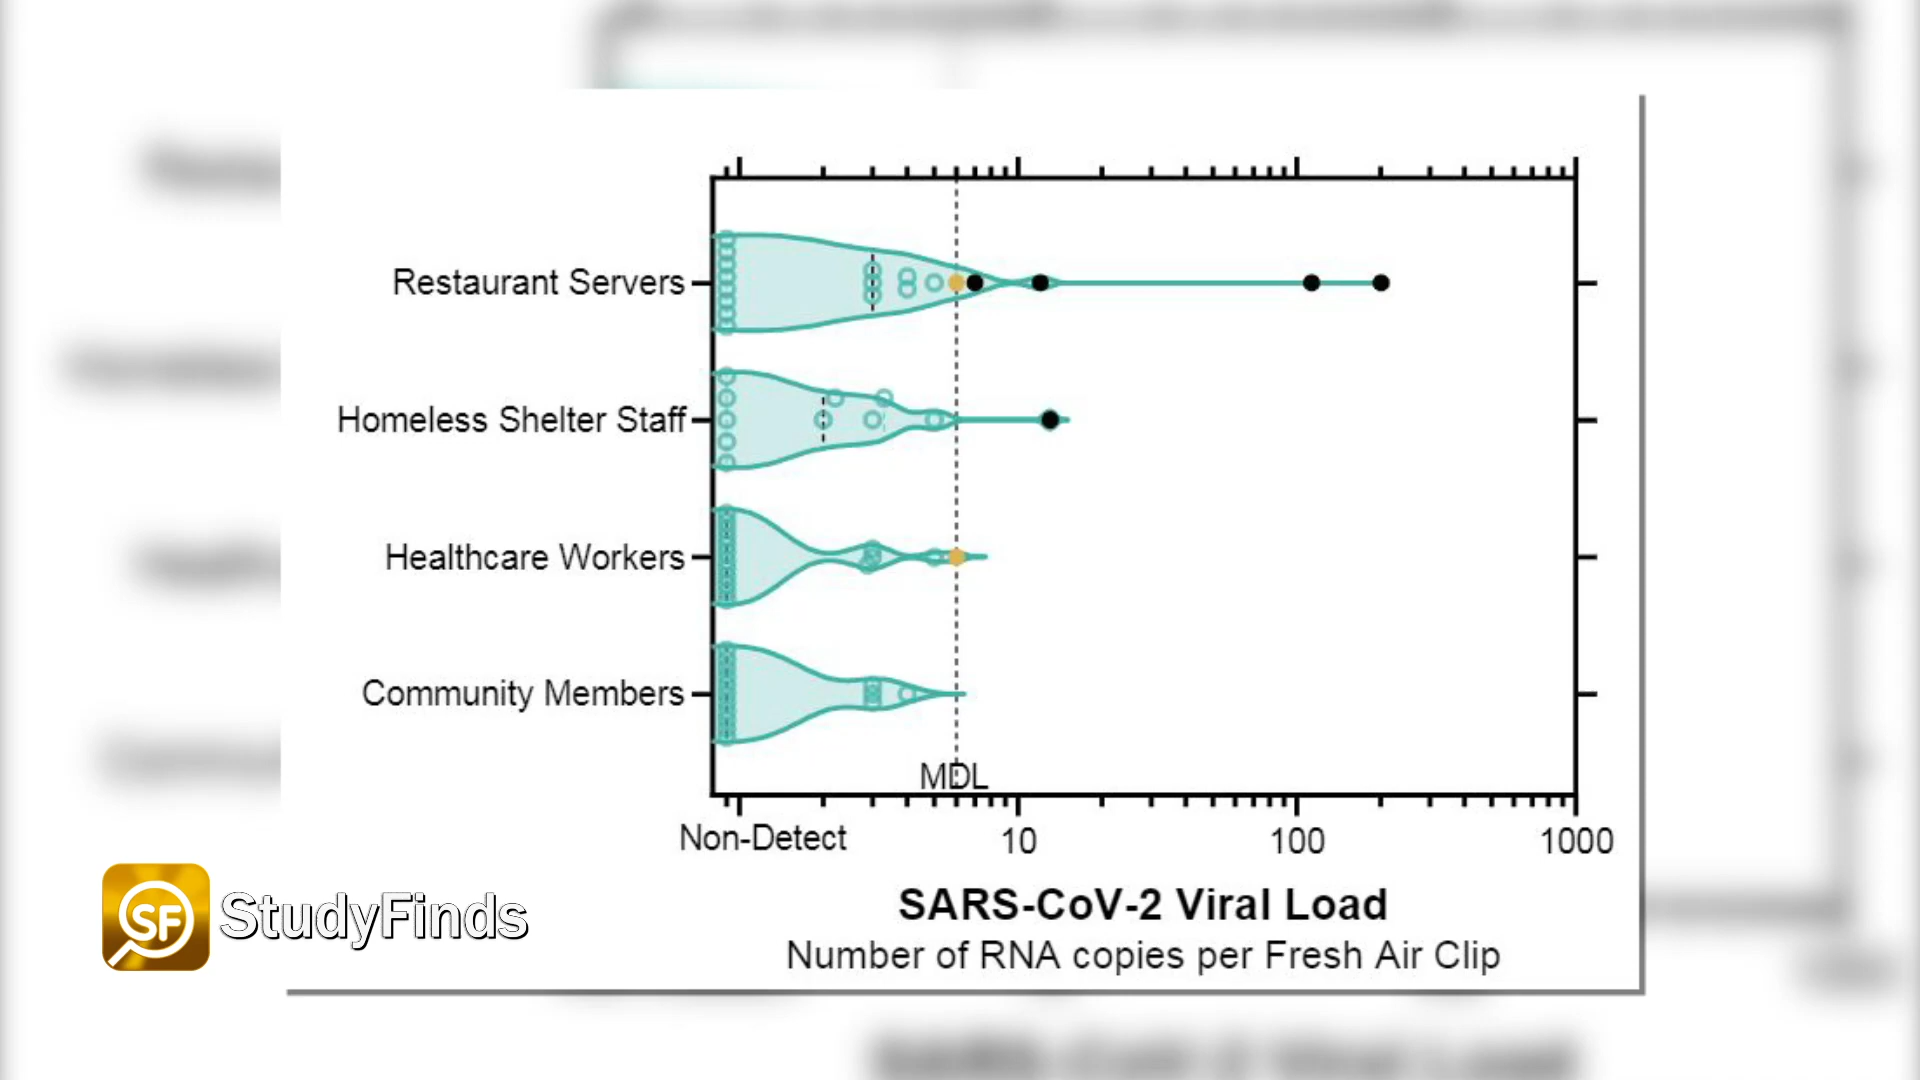 Restaurant Servers
Homeless Shelter Staff
Healthcare Workers
Community Members
MDL
Non-Detect 10 100 1000
SARS-CoV-2 Viral Load
Number of RNA copies per Fresh Air Clip
SF StudyFinds